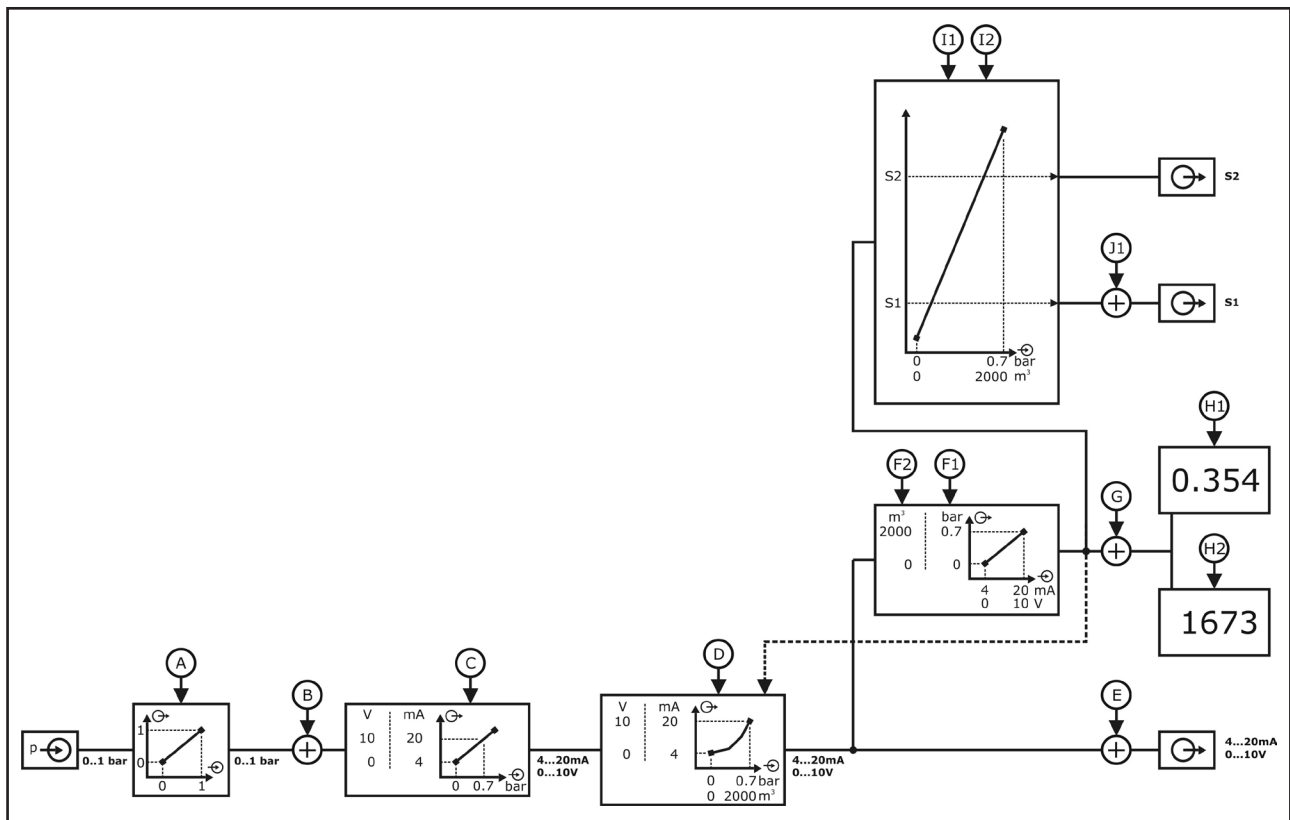 I1 I2
S2
S2
J1
S1
S1
0 0.7 bar
0 2000 m³
H1
0.354
F2 F1
G
m³ bar
2000 0.7
0 0
4 20 mA
0 10 V
H2
1673
A
C
D
B
E
V mA
10 20
0 4
0 0.7 bar
V mA
10 20
0 4
0 0.7 bar
0 2000 m³
1
0
0 1
p
0..1 bar
0..1 bar
4...20mA
0...10V
4...20mA
0...10V
4...20mA
0...10V